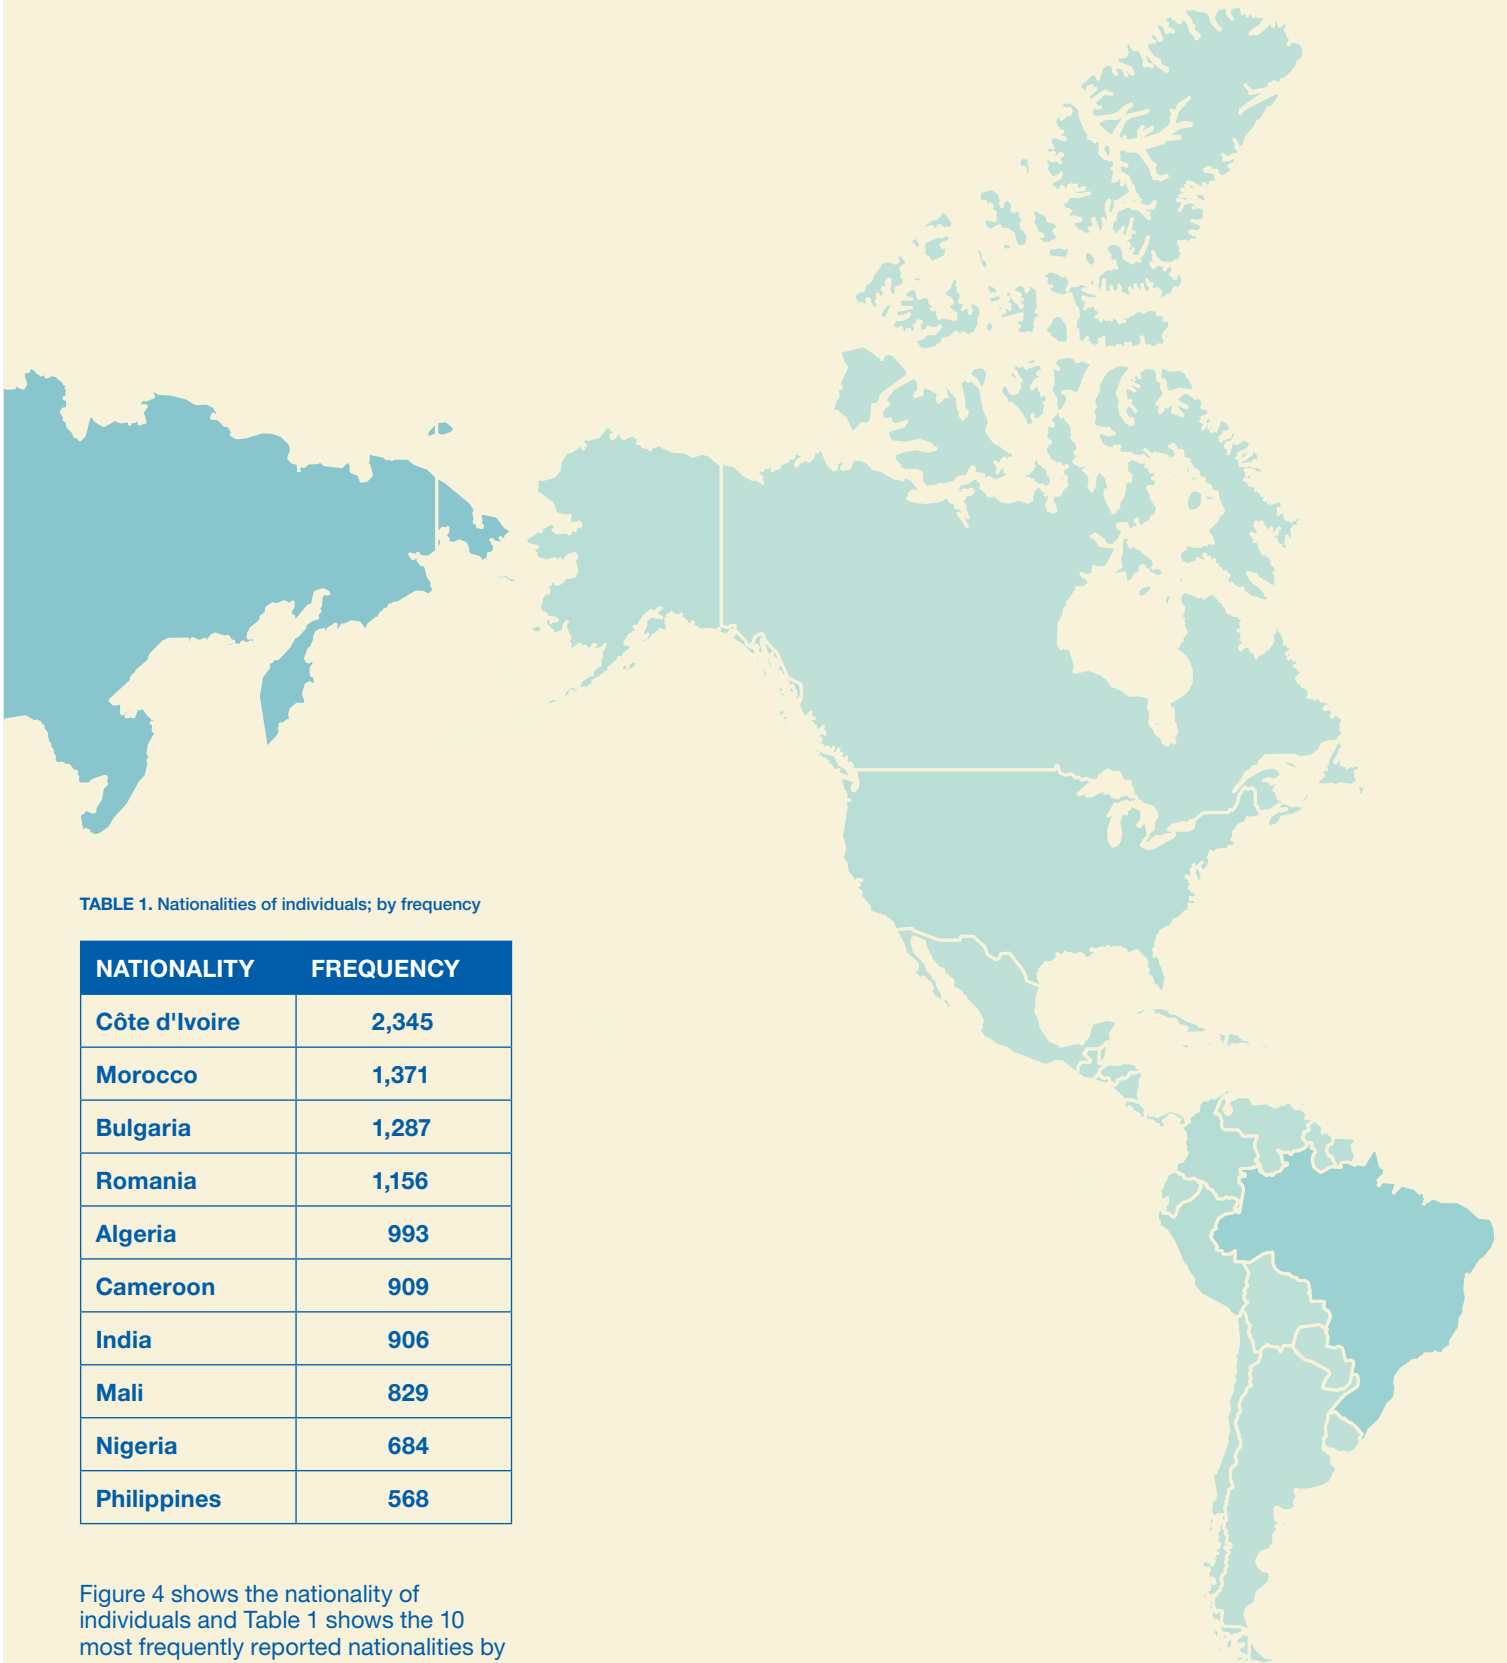 TABLE 1. Nationalities of individuals; by frequency
NATIONALITY FREQUENCY
Côte d'Ivoire 2,345
Morocco 1,371
Bulgaria 1,287
Romania 1,156
Algeria 993
Cameroon 909
India 906
Mali 829
Nigeria 684
Philippines 568
Figure 4 shows the nationality of
individuals and Table 1 shows the 10
most frequently reported nationalities by